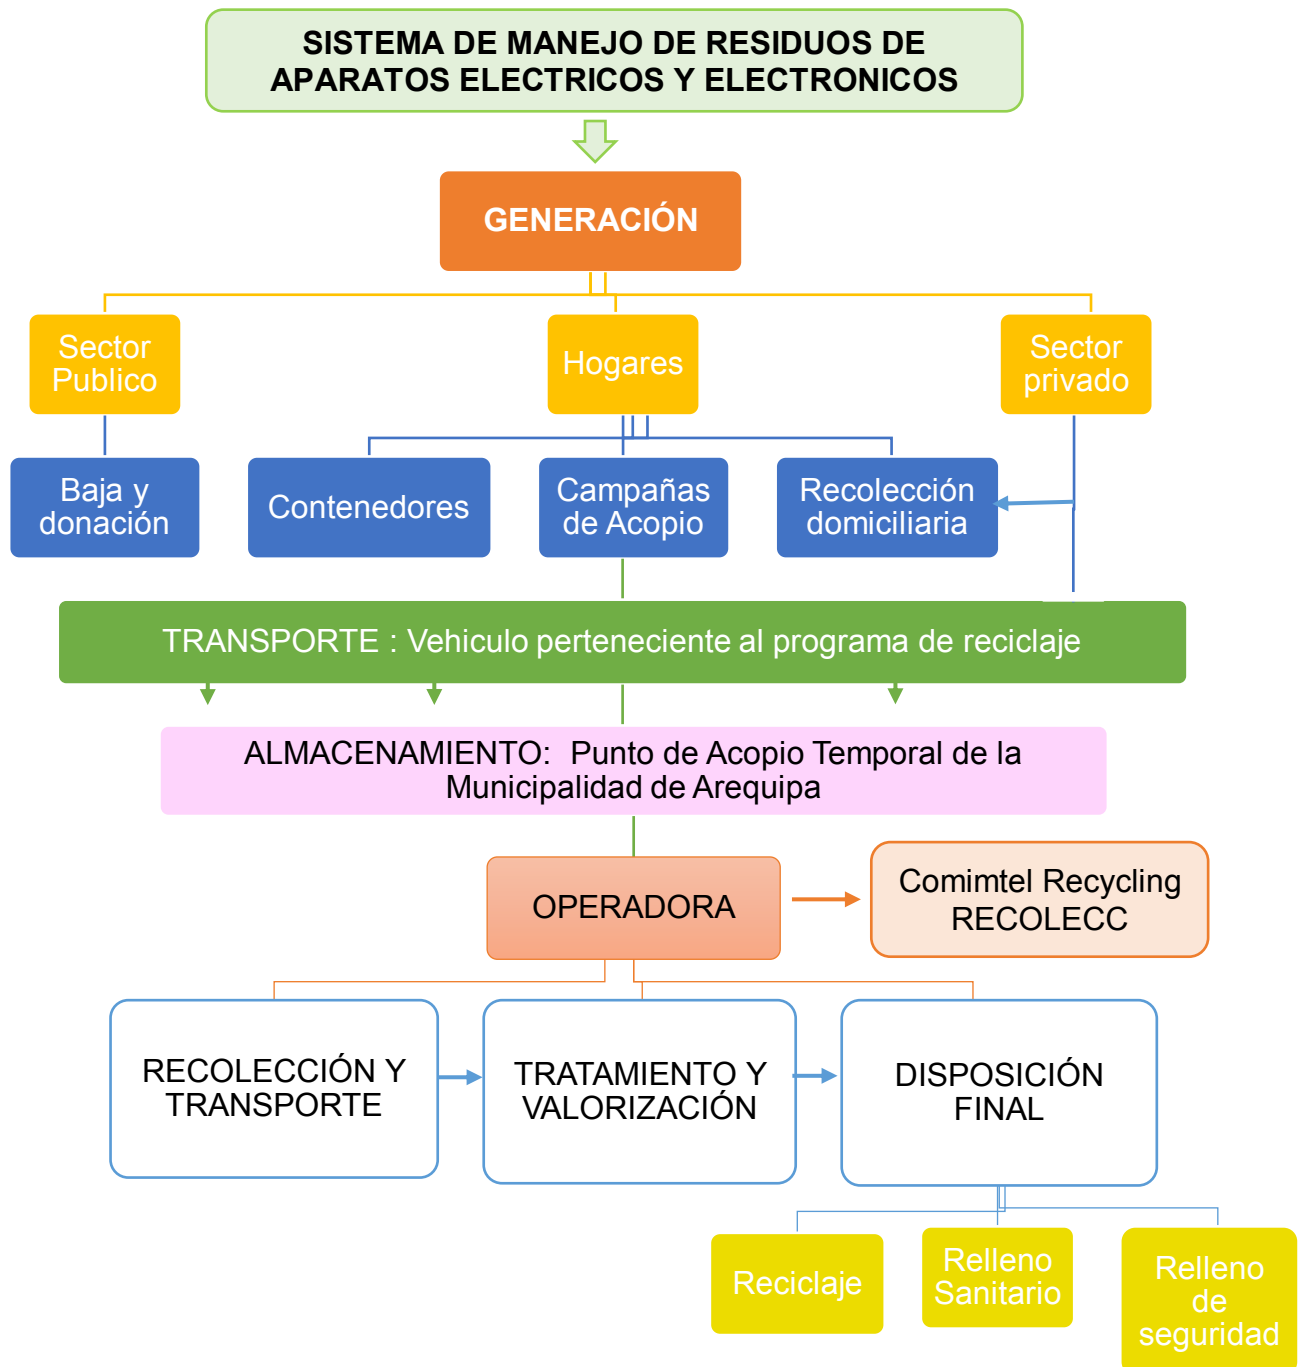 SISTEMA DE MANEJO DE RESIDUOS DE
APARATOS ELECTRICOS Y ELECTRONICOS
GENERACIÓN
Sector
Publico
Hogares
Sector
privado
Baja y
donación
Contenedores
Campañas
de Acopio
Recolección
domiciliaria
TRANSPORTE : Vehiculo perteneciente al programa de reciclaje
ALMACENAMIENTO: Punto de Acopio Temporal de la
Municipalidad de Arequipa
OPERADORA
Comimtel Recycling
RECOLECC
RECOLECCIÓN Y
TRANSPORTE
TRATAMIENTO Y
VALORIZACIÓN
DISPOSICIÓN
FINAL
Reciclaje
Relleno
Sanitario
Relleno
de
seguridad